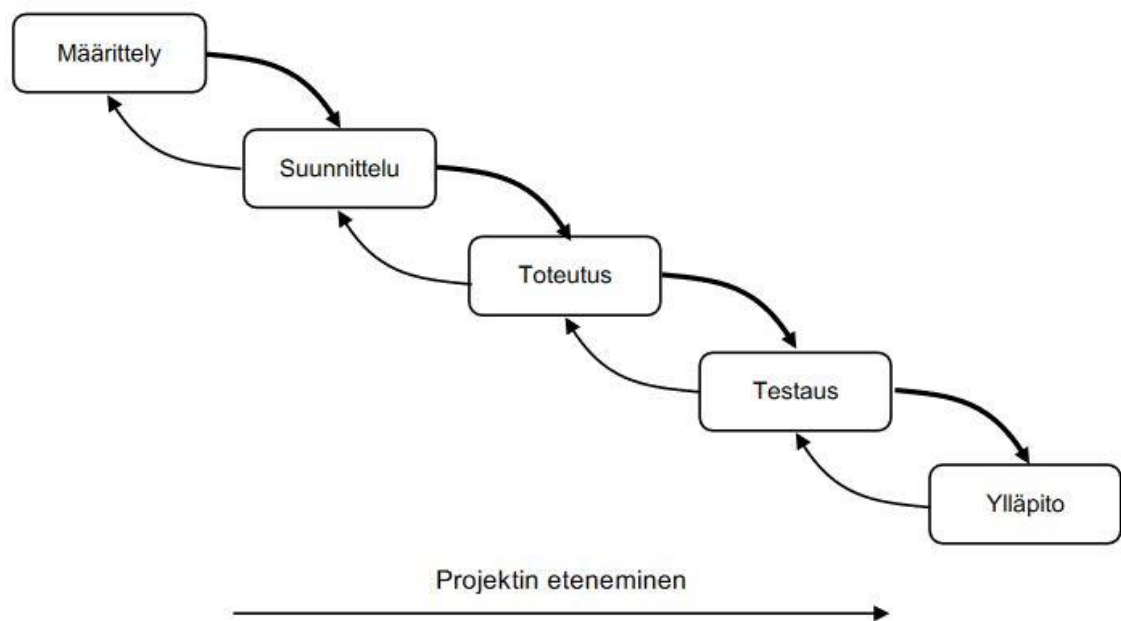 Määrittely
Suunnittelu
Toteutus
Testaus
Ylläpito
Projektin eteneminen